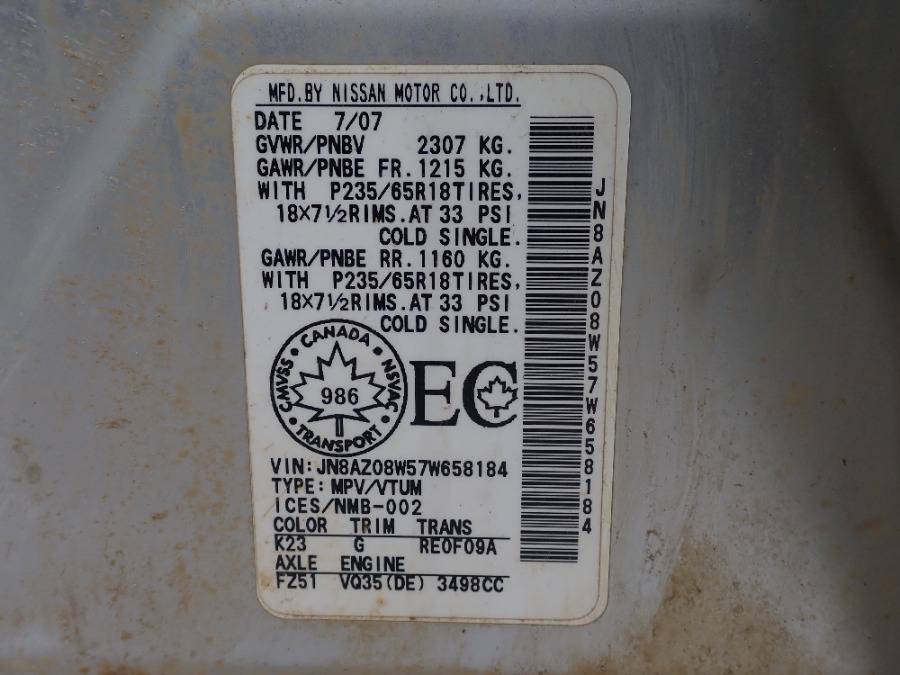 MFD.BY NISSAN MOTOR CO.,LTD.
DATE 7/07
GVWR/PNBV 2307 KG.
GAWR/PNBE FR.1215 KG.
WITH P235/65R18TIRES,
18×7½RIMS.AT 33 PSI
COLD SINGLE.
GAWR/PNBE RR.1160 KG.
WITH P235/65R18TIRES,
18×7½RIMS.AT 33 PSI
COLD SINGLE.
CANADA
CMVSS • NSVAC
986
TRANSPORT
EC
VIN:JN8AZ08W57W658184
TYPE:MPV/VTUM
ICES/NMB-002
COLOR TRIM TRANS
K23 G RE0F09A
AXLE ENGINE
FZ51 VQ35(DE) 3498CC
JN8AZ08W57W658184